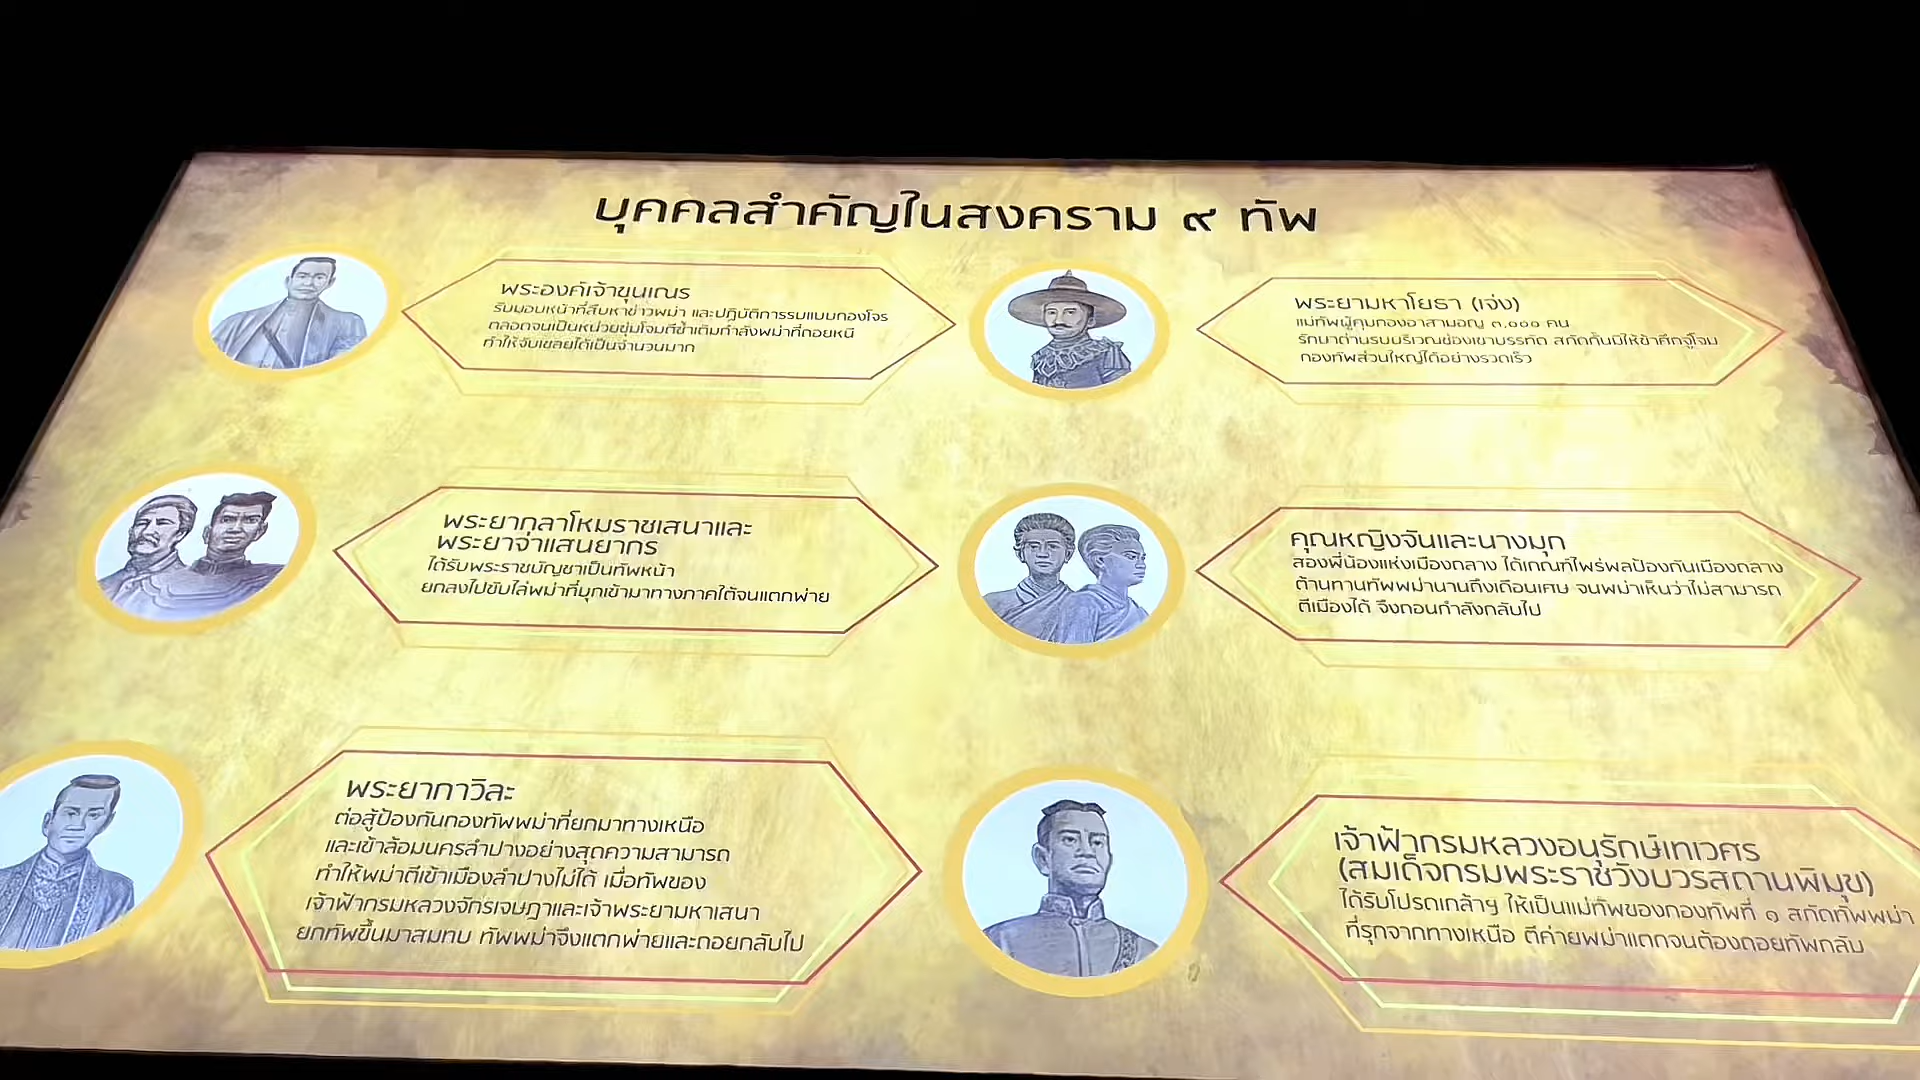 บุคคลสำคัญในสงคราม ๙ ทัพ
พระองค์เจ้าขุนเณร
รับมอบหน้าที่สืบหาข่าวพม่า และปฏิบัติการรบแบบกองโจร
ตลอดจนเป็นหน่วยซุ่มโจมตีซ้ำเติมกำลังพม่าที่ถอยหนี
ทำให้จับเชลยได้เป็นจำนวนมาก
พระยามหาโยธา (เจ่ง)
แม่ทัพผู้คุมกองอาสามอญ ๓,๐๐๐ คน
รักษาด่านรบบริเวณช่องเขาบรรทัด สกัดกั้นมิให้ข้าศึกจู่โจม
กองทัพส่วนใหญ่ได้อย่างรวดเร็ว
พระยากลาโหมราชเสนาและ
พระยาจ่าแสนยากร
ได้รับพระราชบัญชาเป็นทัพหน้า
ยกลงไปขับไล่พม่าที่บุกเข้ามาทางภาคใต้จนแตกพ่าย
คุณหญิงจันและนางมุก
สองพี่น้องแห่งเมืองถลาง ได้เกณฑ์ไพร่พลป้องกันเมืองถลาง
ต้านทานทัพพม่านานถึงเดือนเศษ จนพม่าเห็นว่าไม่สามารถ
ตีเมืองได้ จึงถอนกำลังกลับไป
พระยากาวิละ
ต่อสู้ป้องกันกองทัพพม่าที่ยกมาทางเหนือ
และเข้าล้อมนครลำปางอย่างสุดความสามารถ
ทำให้พม่าตีเข้าเมืองลำปางไม่ได้ เมื่อทัพของ
เจ้าฟ้ากรมหลวงจักรเจษฎาและเจ้าพระยามหาเสนา
ยกทัพขึ้นมาสมทบ ทัพพม่าจึงแตกพ่ายและถอยกลับไป
เจ้าฟ้ากรมหลวงอนุรักษ์เทเวศร
(สมเด็จกรมพระราชวังบวรสถานพิมุข)
ได้รับโปรดเกล้าฯ ให้เป็นแม่ทัพของกองทัพที่ ๑ สกัดทัพพม่า
ที่รุกจากทางเหนือ ตีค่ายพม่าแตกจนต้องถอยทัพกลับ